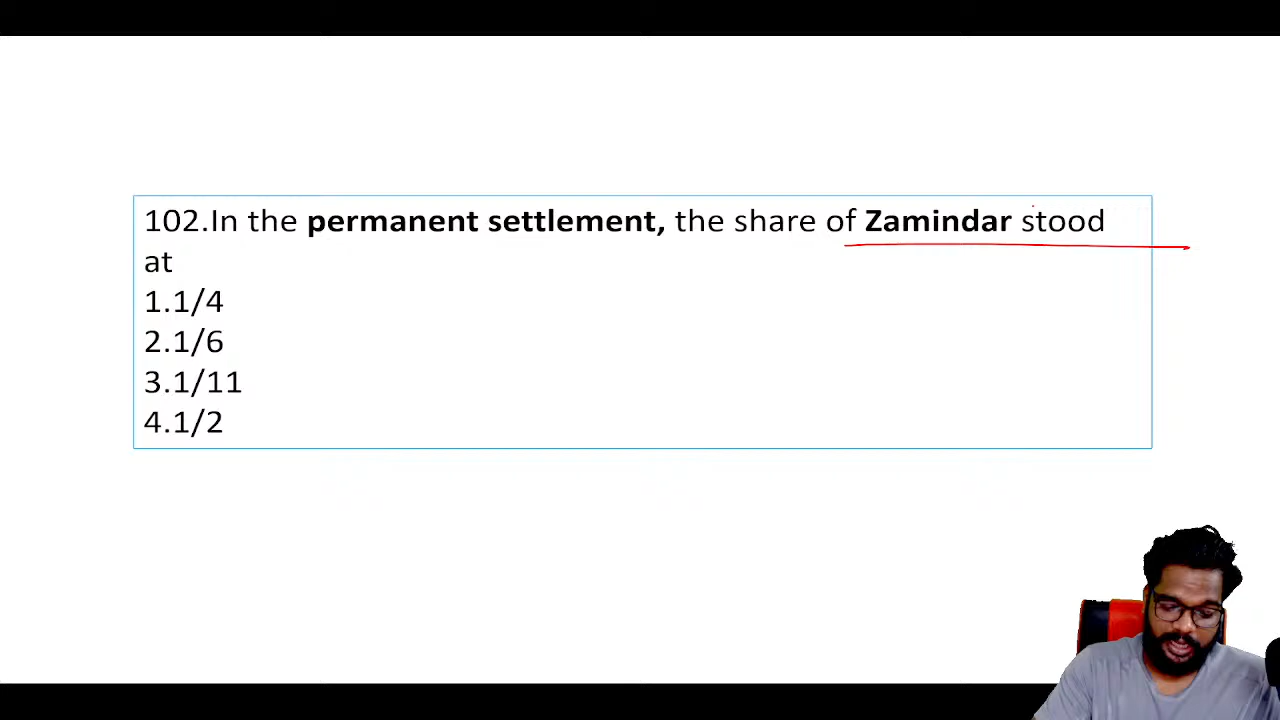 102.In the permanent settlement, the share of Zamindar stood
at
1.1/4
2.1/6
3.1/11
4.1/2